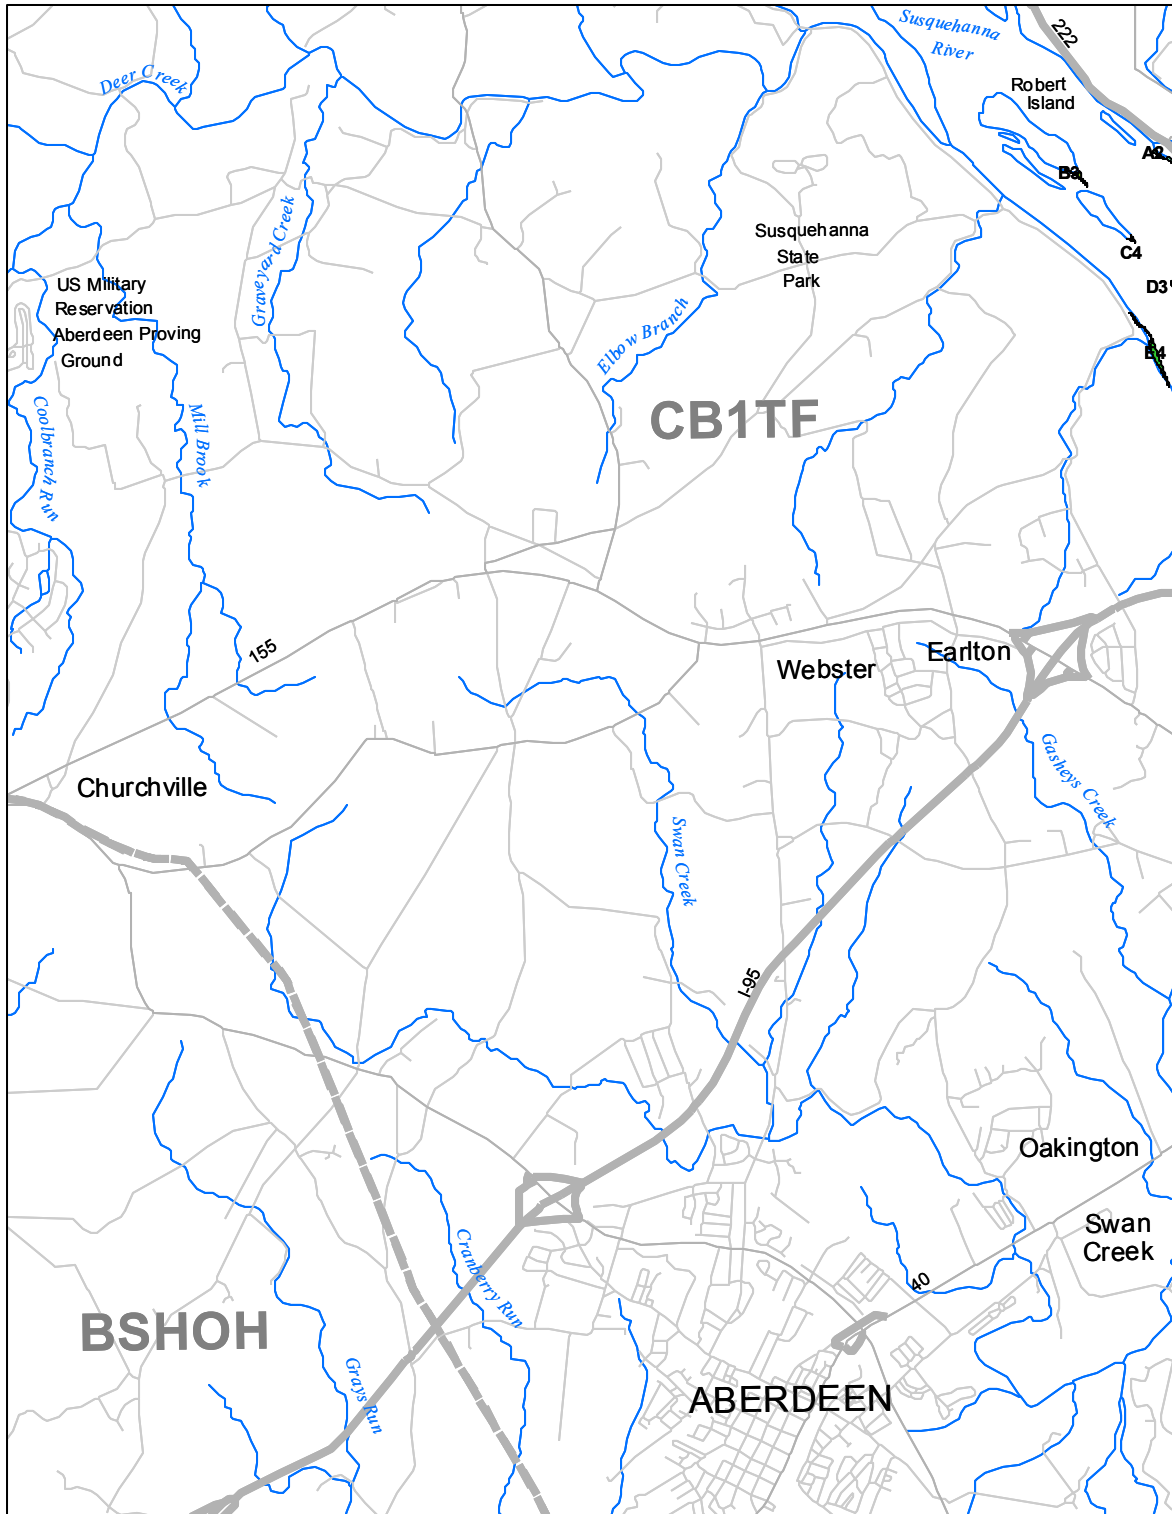 Susquehanna
River
222
Deer Creek
Robert
Island
B3
C4
D3
E4
Graveyard Creek
Susquehanna
State
Park
US Military
Reservation
Aberdeen Proving
Ground
Elbow Branch
CB1TF
Coolbranch Run
Mill Brook
155
Webster
Earlton
Churchville
Gasheys Creek
Swan Creek
I-95
Oakington
Swan
Creek
Cranberry Run
40
BSHOH
Grays Run
ABERDEEN